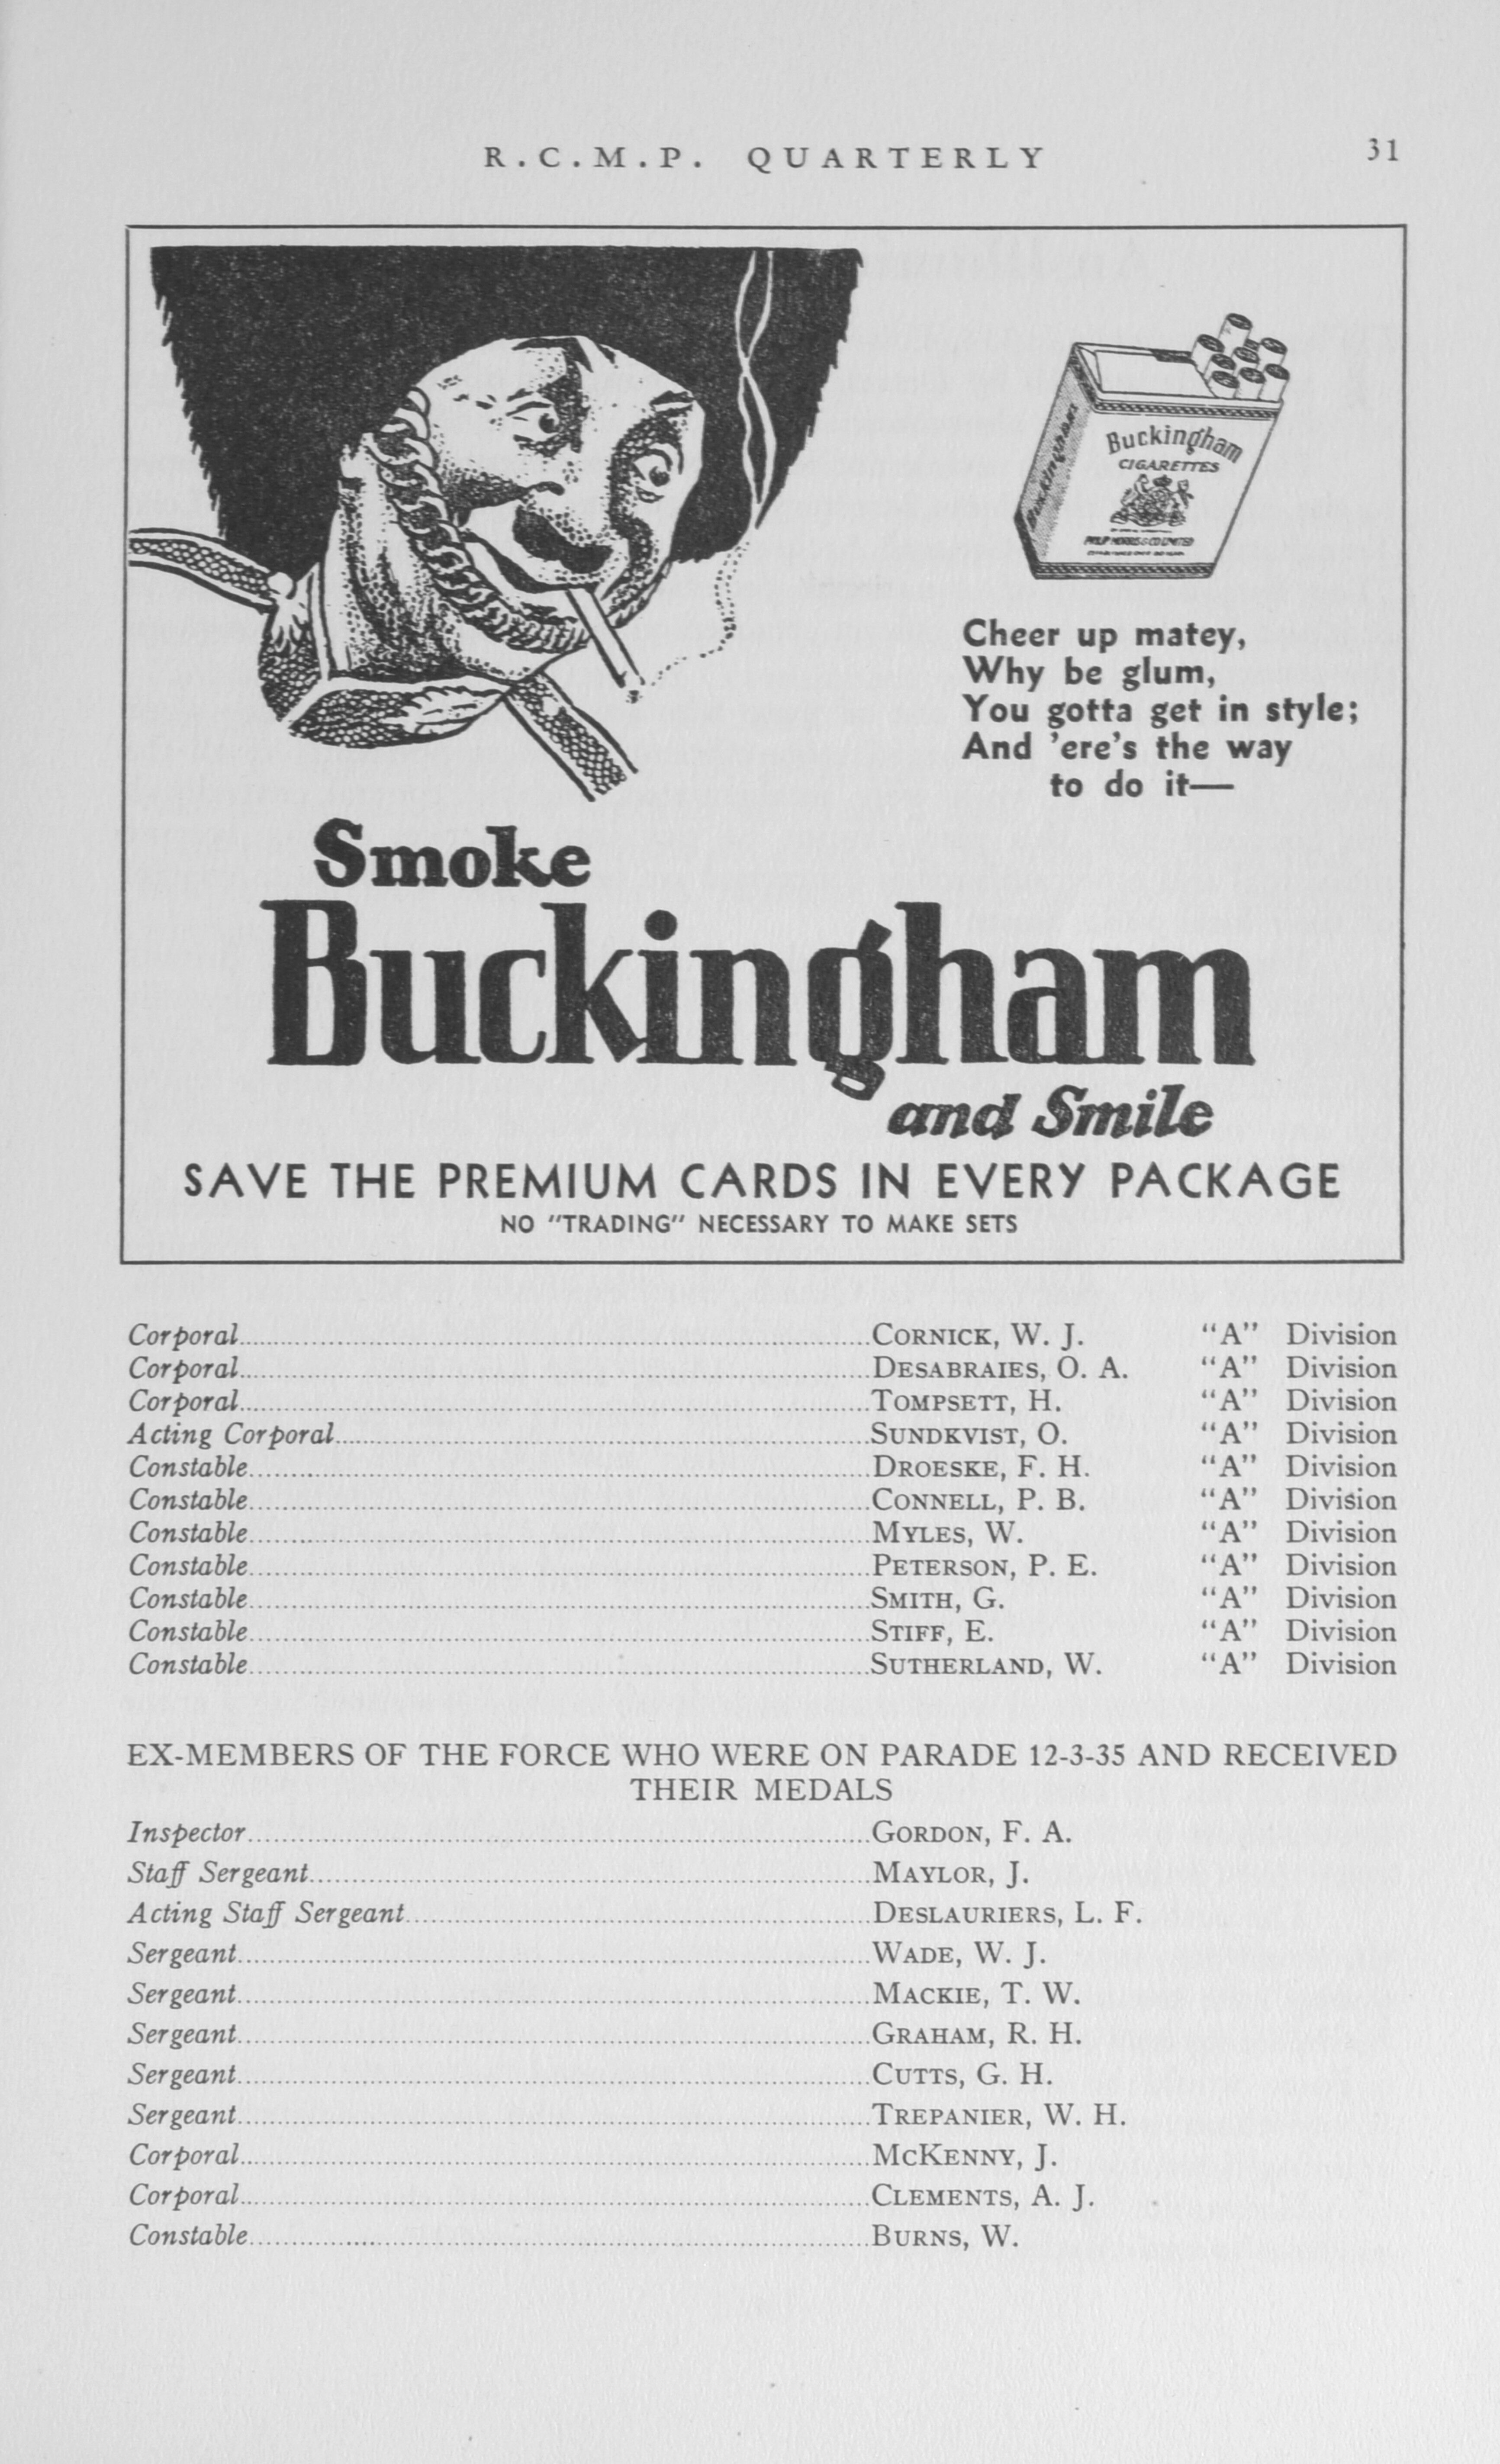 R.C.M.P. QUARTERLY 31
Buckingham
Buckingham
CIGARETTES
PHILIP MORRIS & CO LIMITED
Cheer up matey,
Why be glum,
You gotta get in style;
And 'ere's the way
to do it—
Smoke
Buckingham
and Smile
SAVE THE PREMIUM CARDS IN EVERY PACKAGE
NO "TRADING" NECESSARY TO MAKE SETS
Corporal CORNICK, W. J. "A" Division
Corporal DESABRAIES, O. A. "A" Division
Corporal TOMPSETT, H. "A" Division
Acting Corporal SUNDKVIST, O. "A" Division
Constable DROESKE, F. H. "A" Division
Constable CONNELL, P. B. "A" Division
Constable MYLES, W. "A" Division
Constable PETERSON, P. E. "A" Division
Constable SMITH, G. "A" Division
Constable STIFF, E. "A" Division
Constable SUTHERLAND, W. "A" Division
EX-MEMBERS OF THE FORCE WHO WERE ON PARADE 12-3-35 AND RECEIVED
THEIR MEDALS
Inspector GORDON, F. A.
Staff Sergeant MAYLOR, J.
Acting Staff Sergeant DESLAURIERS, L. F.
Sergeant WADE, W. J.
Sergeant MACKIE, T. W.
Sergeant GRAHAM, R. H.
Sergeant CUTTS, G. H.
Sergeant TREPANIER, W. H.
Corporal MCKENNY, J.
Corporal CLEMENTS, A. J.
Constable BURNS, W.